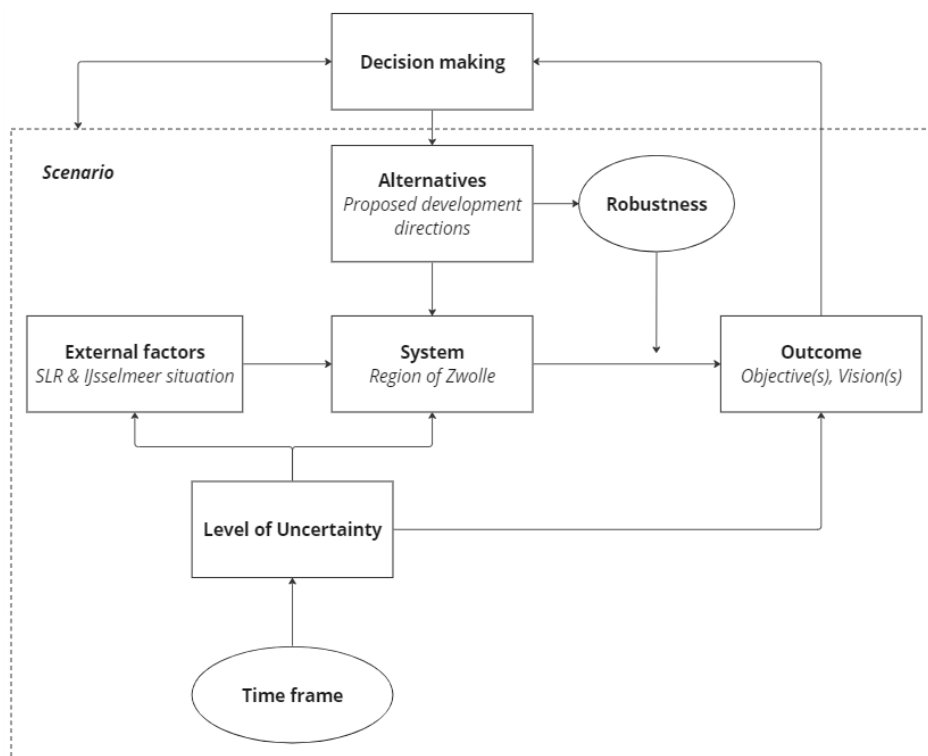 Decision making
Scenario
Alternatives
Proposed development
directions
Robustness
External factors
SLR & IJsselmeer situation
System
Region of Zwolle
Outcome
Objective(s), Vision(s)
Level of Uncertainty
Time frame